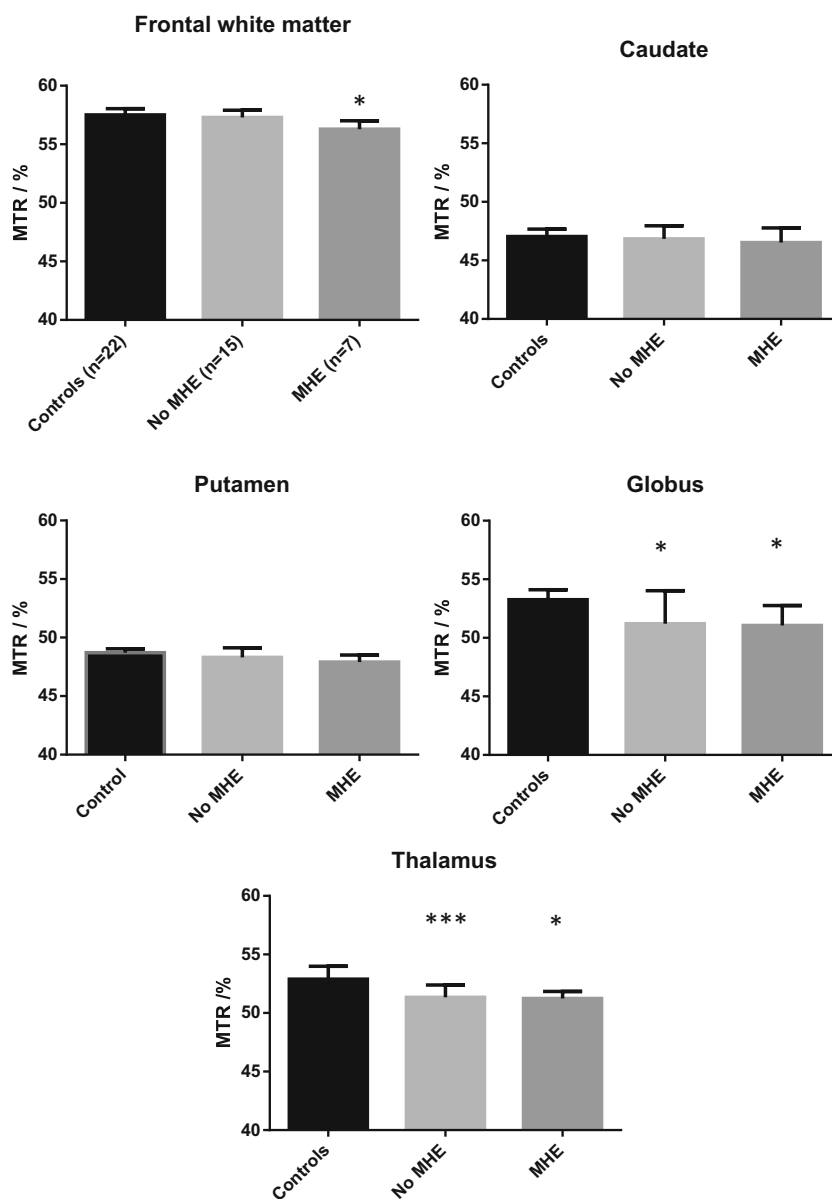 Frontal white matter
60
55
50
45
40
MTR / %
*
Controls (n=22)
No MHE (n=15)
MHE (n=7)
Caudate
60
55
50
45
40
MTR / %
Controls
No MHE
MHE
Putamen
60
55
50
45
40
MTR / %
Control
No MHE
MHE
Globus
60
55
50
45
40
MTR / %
*
*
Controls
No MHE
MHE
Thalamus
60
55
50
45
40
MTR /%
***
*
Controls
No MHE
MHE